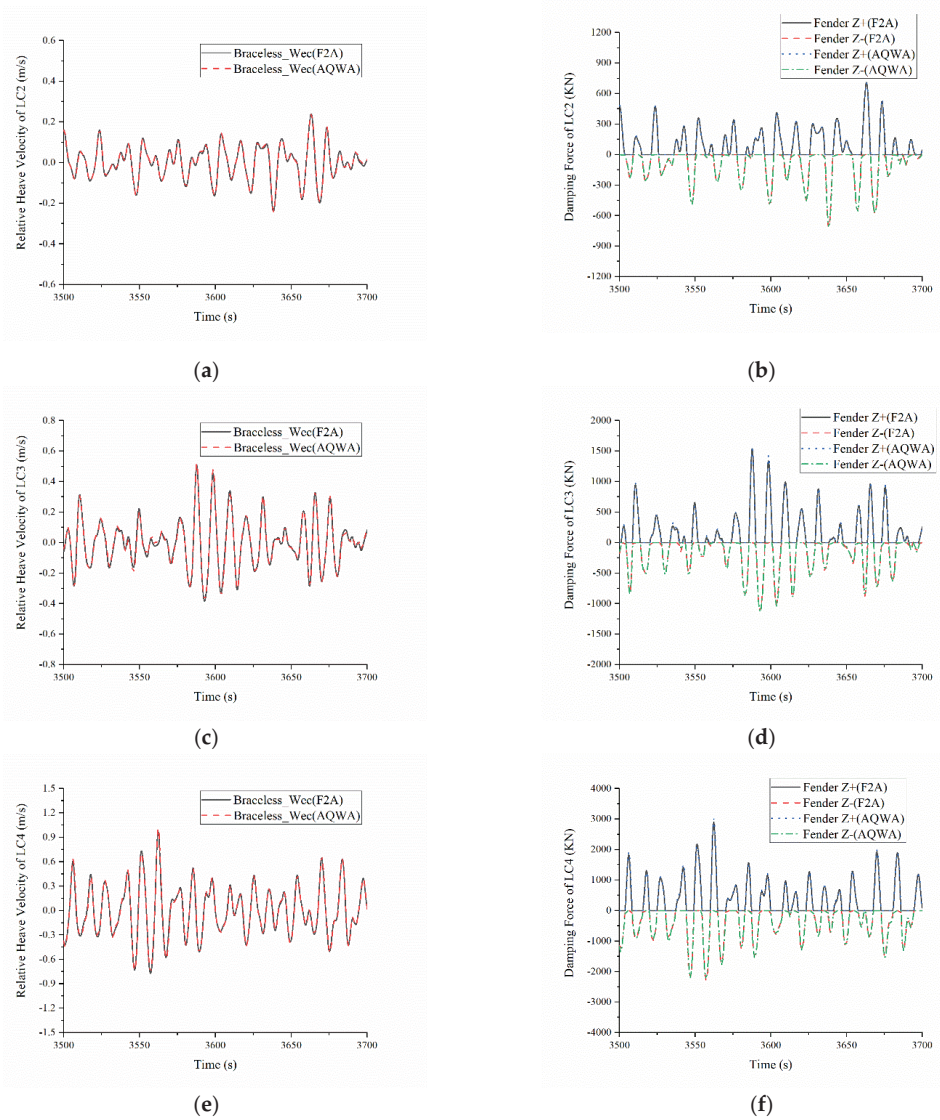 0.6
0.4
0.2
0.0
-0.2
-0.4
-0.6
3500 3550 3600 3650 3700
Relative Heave Velocity of LC2 (m/s)
Time (s)
Braceless_Wec(F2A)
Braceless_Wec(AQWA)
(a)
1200
900
600
300
0
-300
-600
-900
-1200
3500 3550 3600 3650 3700
Damping Force of LC2 (KN)
Time (s)
Fender Z+(F2A)
Fender Z-(F2A)
Fender Z+(AQWA)
Fender Z-(AQWA)
(b)
0.8
0.6
0.4
0.2
0.0
-0.2
-0.4
-0.6
-0.8
3500 3550 3600 3650 3700
Relative Heave Velocity of LC3 (m/s)
Time (s)
Braceless_Wec(F2A)
Braceless_Wec(AQWA)
(c)
2000
1500
1000
500
0
-500
-1000
-1500
-2000
3500 3550 3600 3650 3700
Damping Force of LC3 (KN)
Time (s)
Fender Z+(F2A)
Fender Z-(F2A)
Fender Z+(AQWA)
Fender Z-(AQWA)
(d)
1.5
1.2
0.9
0.6
0.3
0.0
-0.3
-0.6
-0.9
-1.2
-1.5
3500 3550 3600 3650 3700
Relative Heave Velocity of LC4 (m/s)
Time (s)
Braceless_Wec(F2A)
Braceless_Wec(AQWA)
(e)
4000
3000
2000
1000
0
-1000
-2000
-3000
-4000
3500 3550 3600 3650 3700
Damping Force of LC4 (KN)
Time (s)
Fender Z+(F2A)
Fender Z-(F2A)
Fender Z+(AQWA)
Fender Z-(AQWA)
(f)